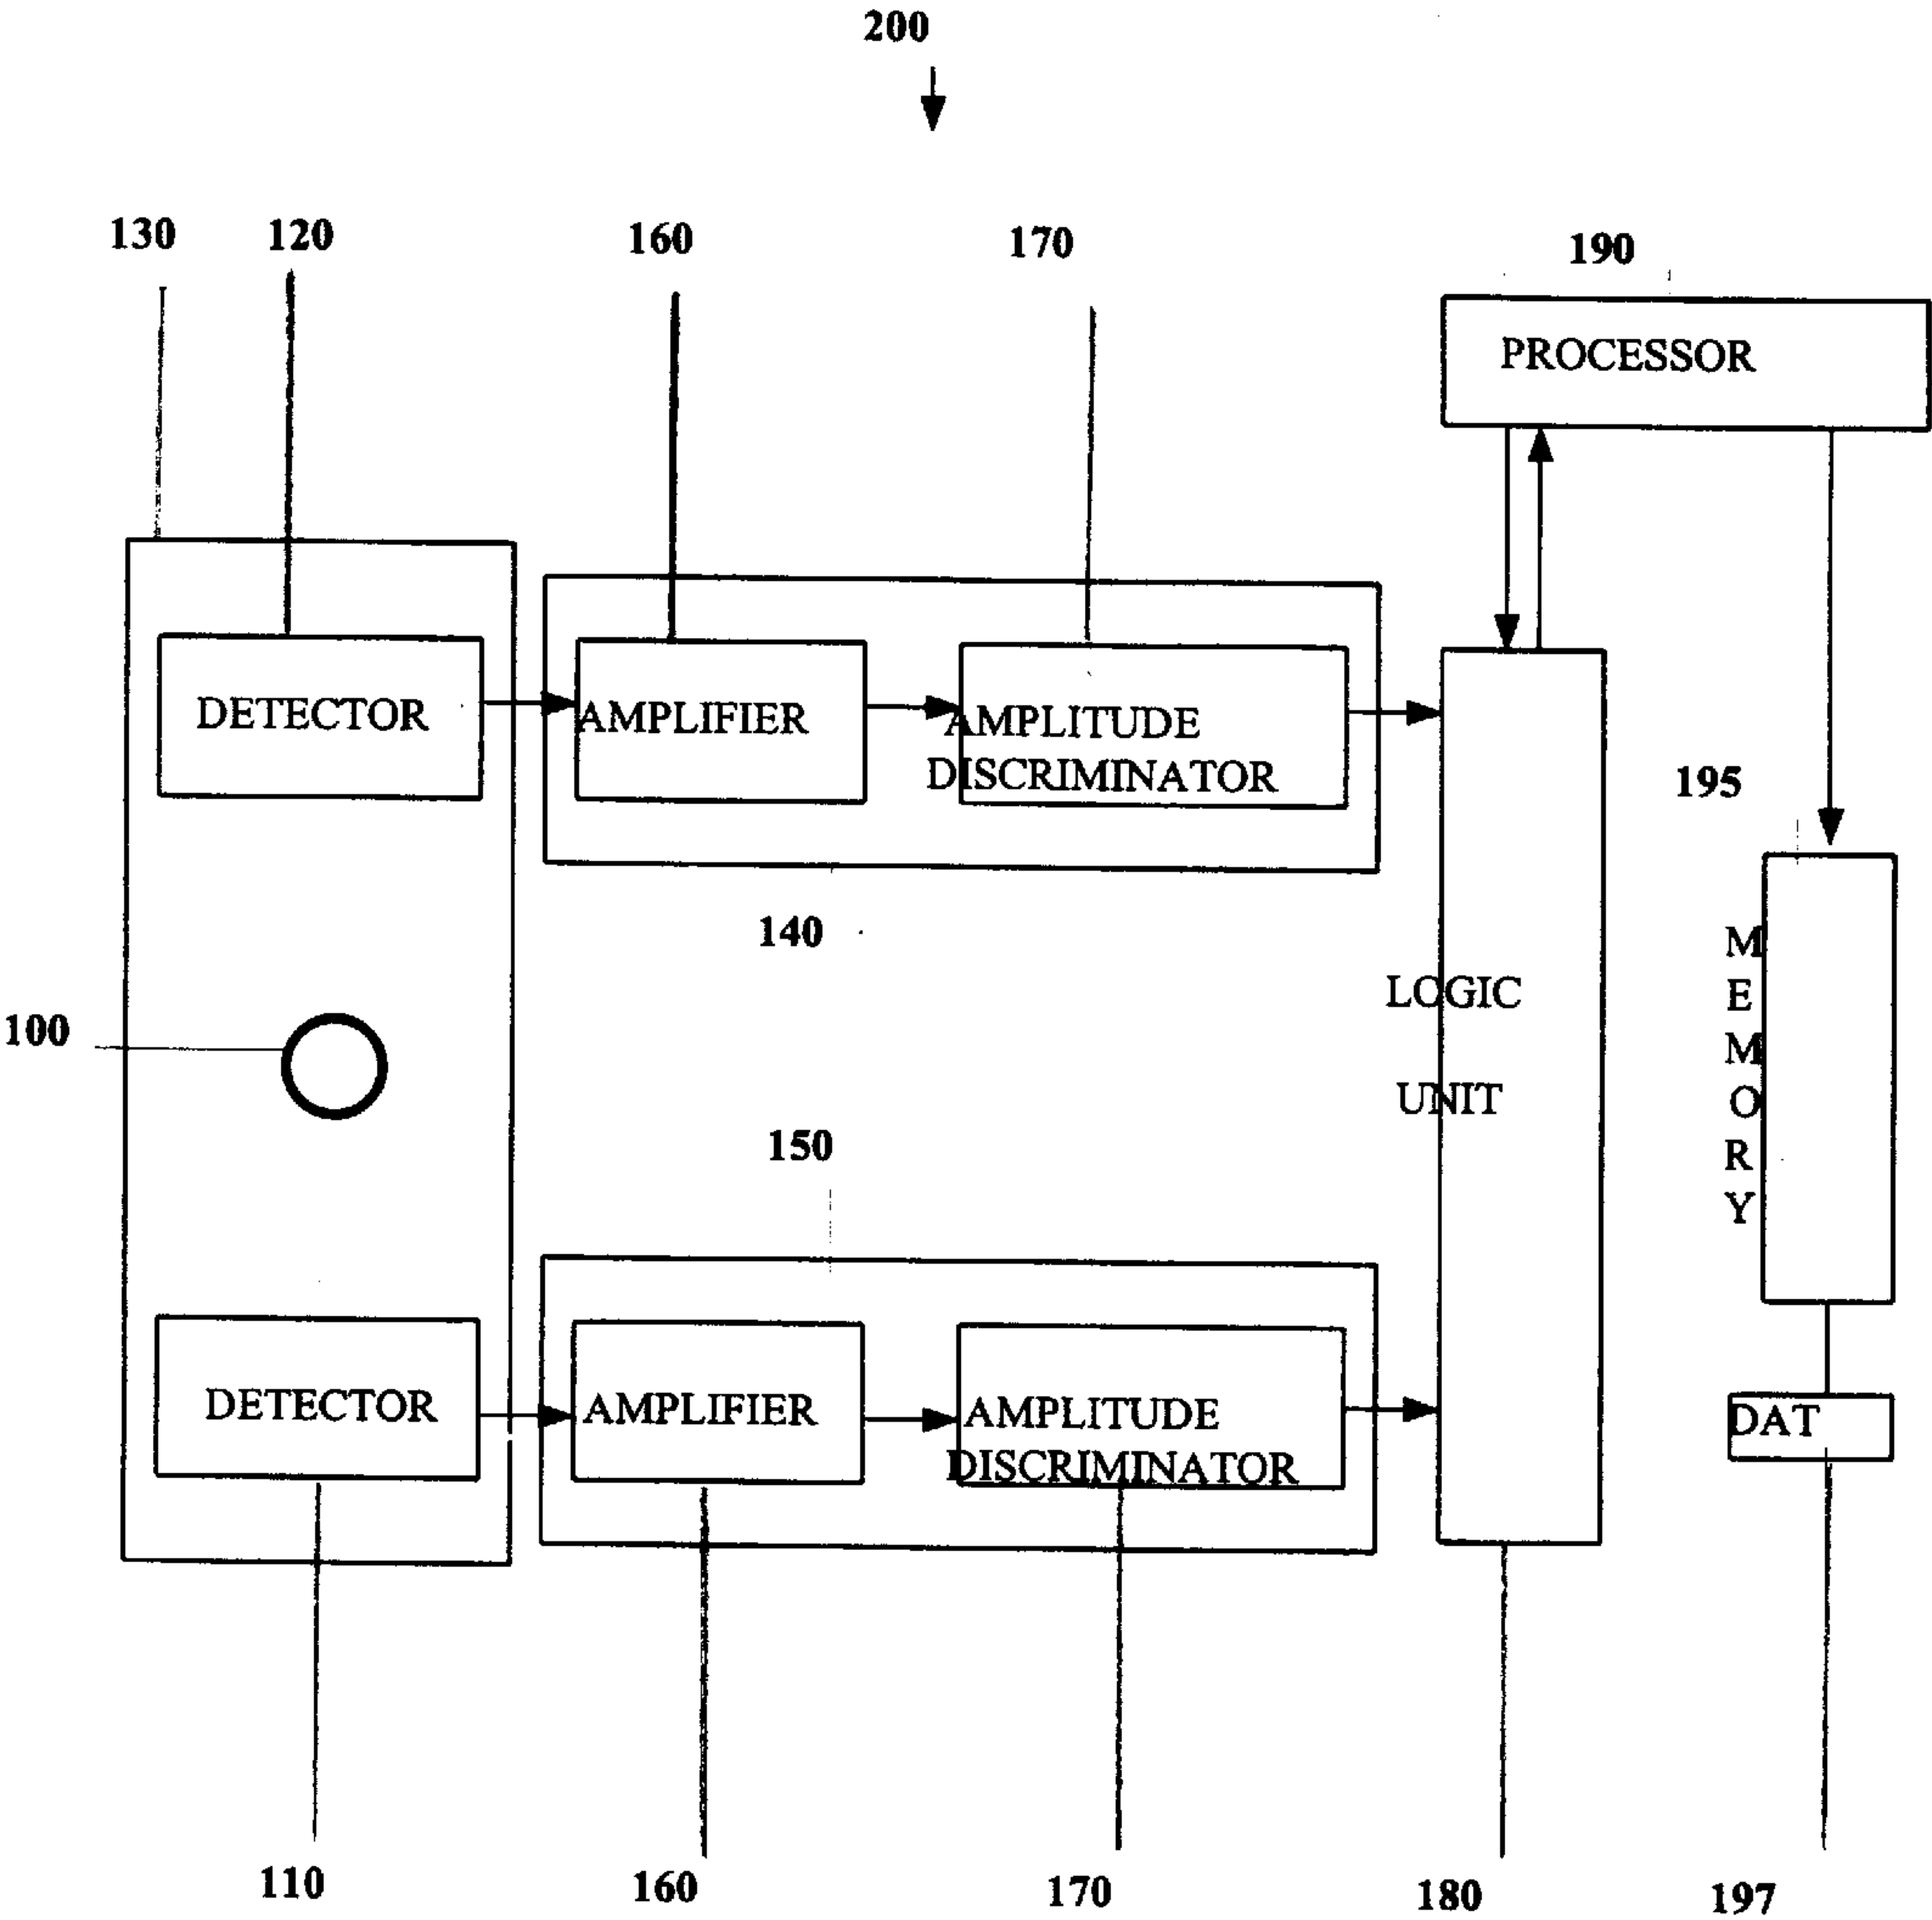 200
130
120
160
170
190
PROCESSOR
DETECTOR
AMPLIFIER
AMPLITUDE
DISCRIMINATOR
195
140
LOGIC
UNIT
MEMORY
100
150
DETECTOR
AMPLIFIER
AMPLITUDE
DISCRIMINATOR
DAT
110
160
170
180
197